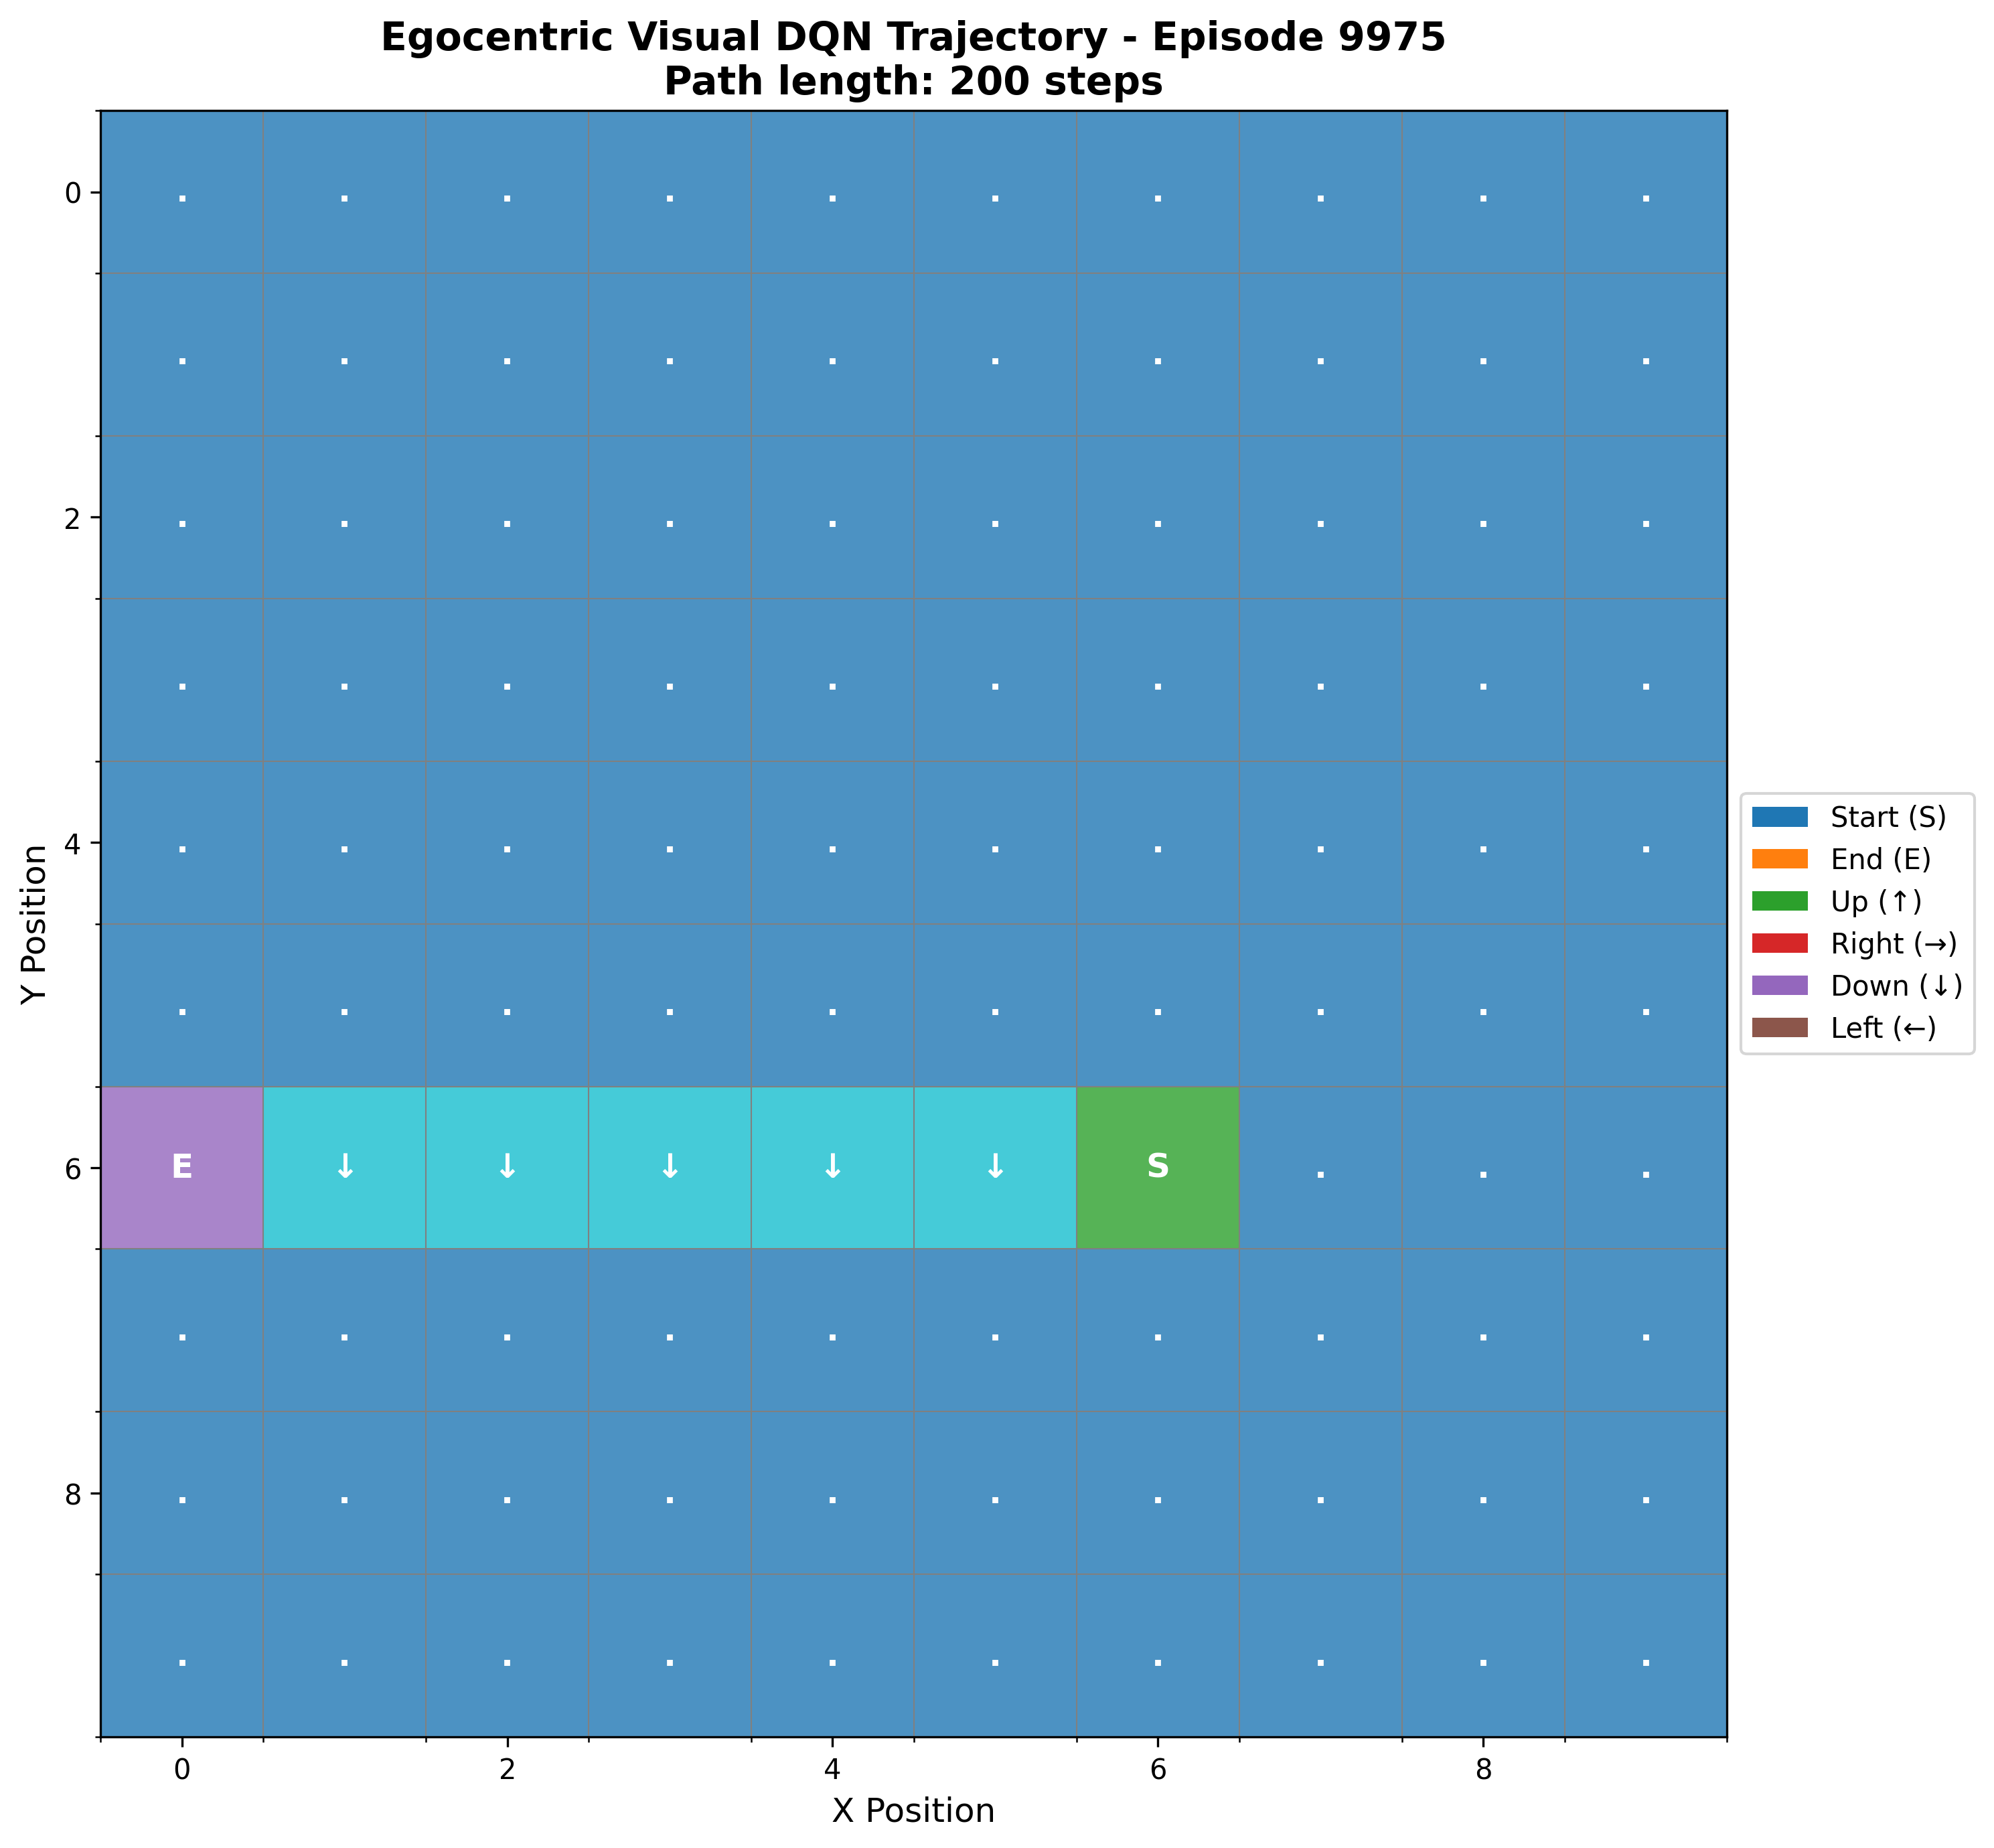 Egocentric Visual DQN Trajectory - Episode 9975
Path length: 200 steps
0
2
4
6
8
Y Position
E ↓ ↓ ↓ ↓ ↓ S
0 2 4 6 8
X Position
Start (S)
End (E)
Up (↑)
Right (→)
Down (↓)
Left (←)